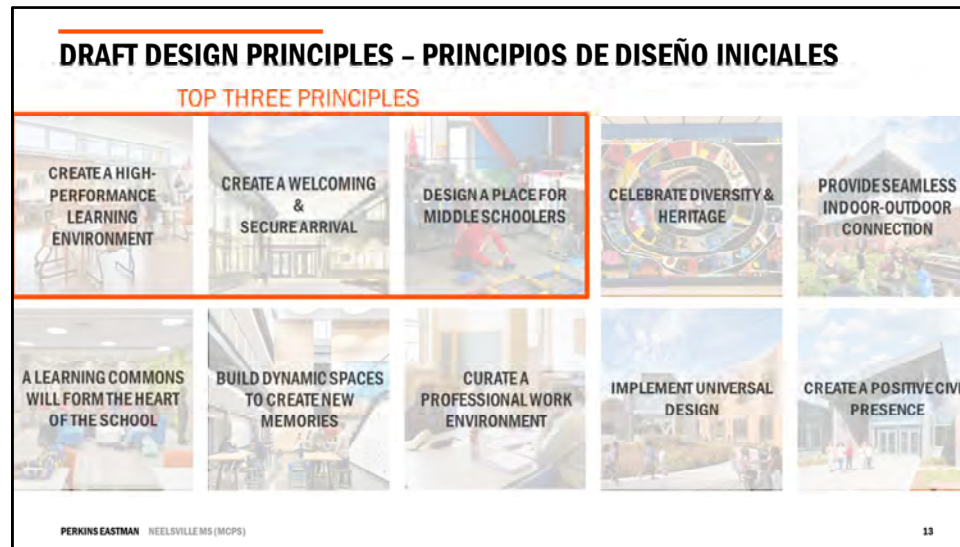 DRAFT DESIGN PRINCIPLES – PRINCIPIOS DE DISEÑO INICIALES
TOP THREE PRINCIPLES
CREATE A HIGH-
PERFORMANCE
LEARNING
ENVIRONMENT
CREATE A WELCOMING
&
SECURE ARRIVAL
DESIGN A PLACE FOR
MIDDLE SCHOOLERS
CELEBRATE DIVERSITY &
HERITAGE
PROVIDE SEAMLESS
INDOOR-OUTDOOR
CONNECTION
A LEARNING COMMONS
WILL FORM THE HEART
OF THE SCHOOL
BUILD DYNAMIC SPACES
TO CREATE NEW
MEMORIES
CURATE A
PROFESSIONAL WORK
ENVIRONMENT
IMPLEMENT UNIVERSAL
DESIGN
CREATE A POSITIVE CIVI
PRESENCE
PERKINS EASTMAN NEELSVILLE MS (MCPS)
13